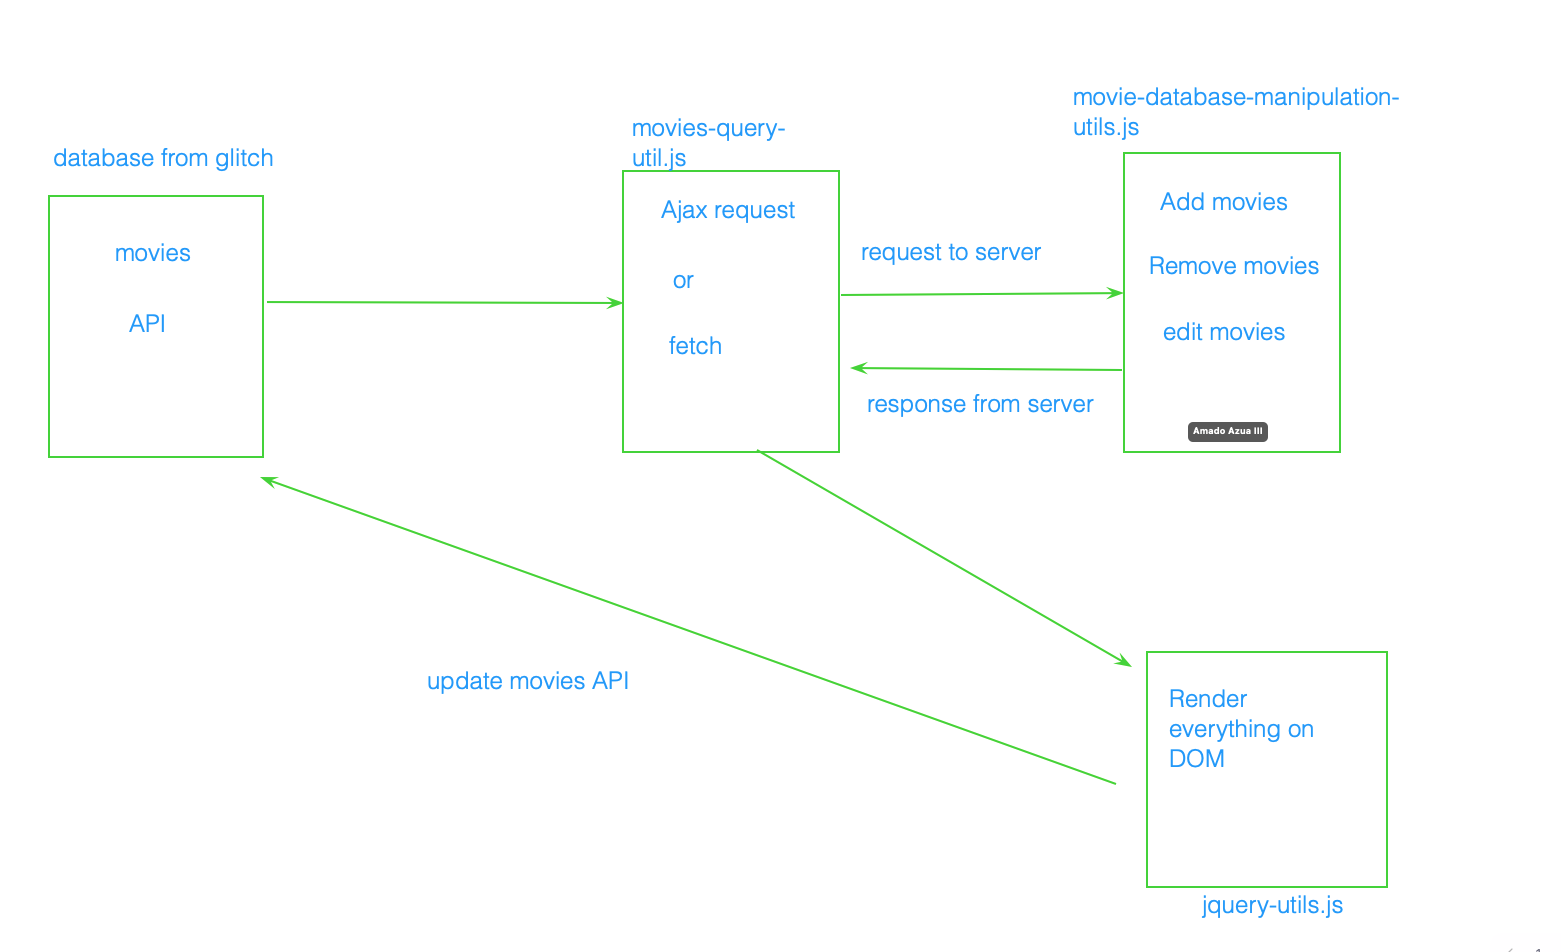 database from glitch
movies
API
movies-query-
util.js
Ajax request
or
fetch
request to server
response from server
movie-database-manipulation-
utils.js
Add movies
Remove movies
edit movies
Amado Azua III
update movies API
Render
everything on
DOM
jquery-utils.js